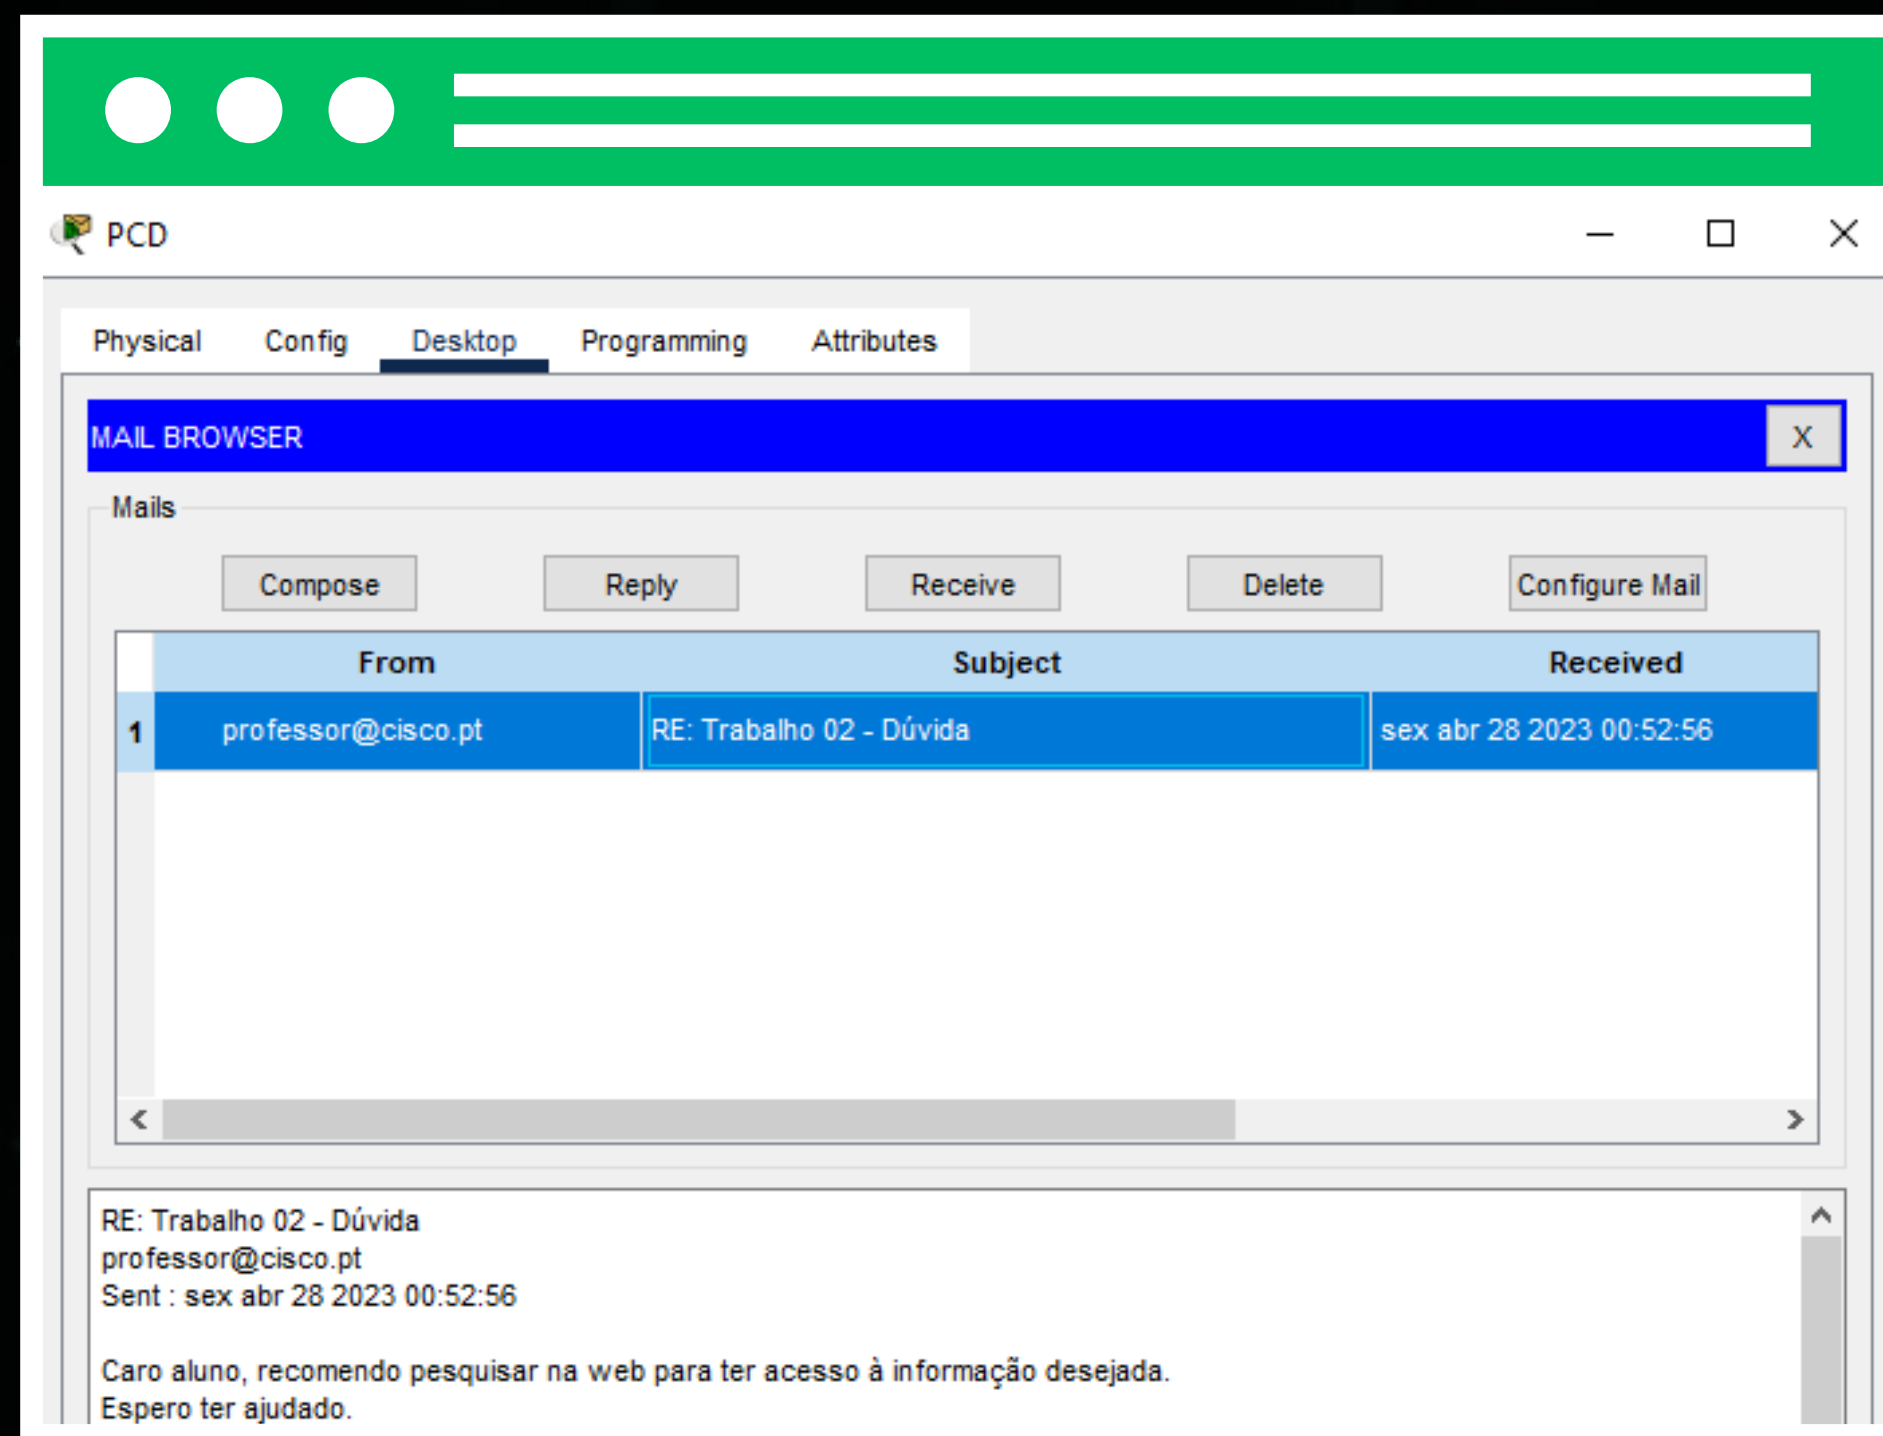 PCD
Physical Config Desktop Programming Attributes
MAIL BROWSER X
Mails
Compose Reply Receive Delete Configure Mail
From Subject Received
1 professor@cisco.pt RE: Trabalho 02 - Dúvida sex abr 28 2023 00:52:56
RE: Trabalho 02 - Dúvida
professor@cisco.pt
Sent : sex abr 28 2023 00:52:56
Caro aluno, recomendo pesquisar na web para ter acesso à informação desejada.
Espero ter ajudado.